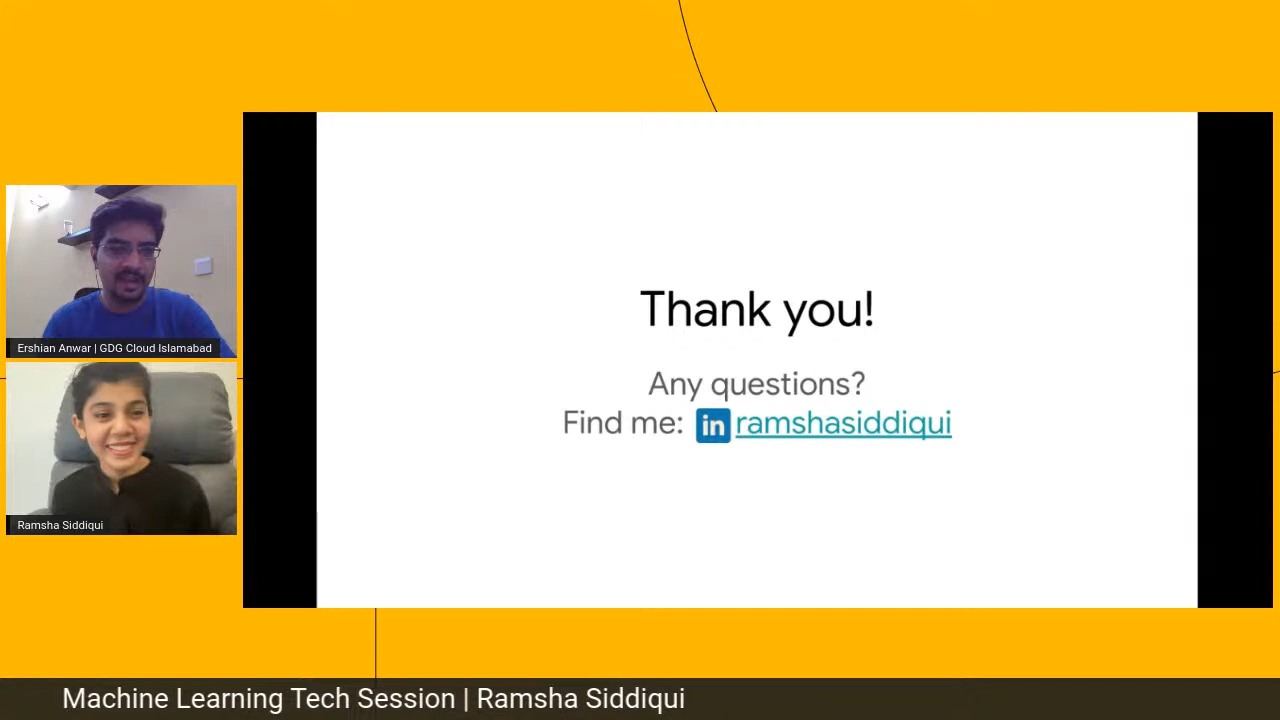 Ershian Anwar | GDG Cloud Islamabad
Ramsha Siddiqui
Thank you!
Any questions?
Find me: in ramshasiddiqui
Machine Learning Tech Session | Ramsha Siddiqui